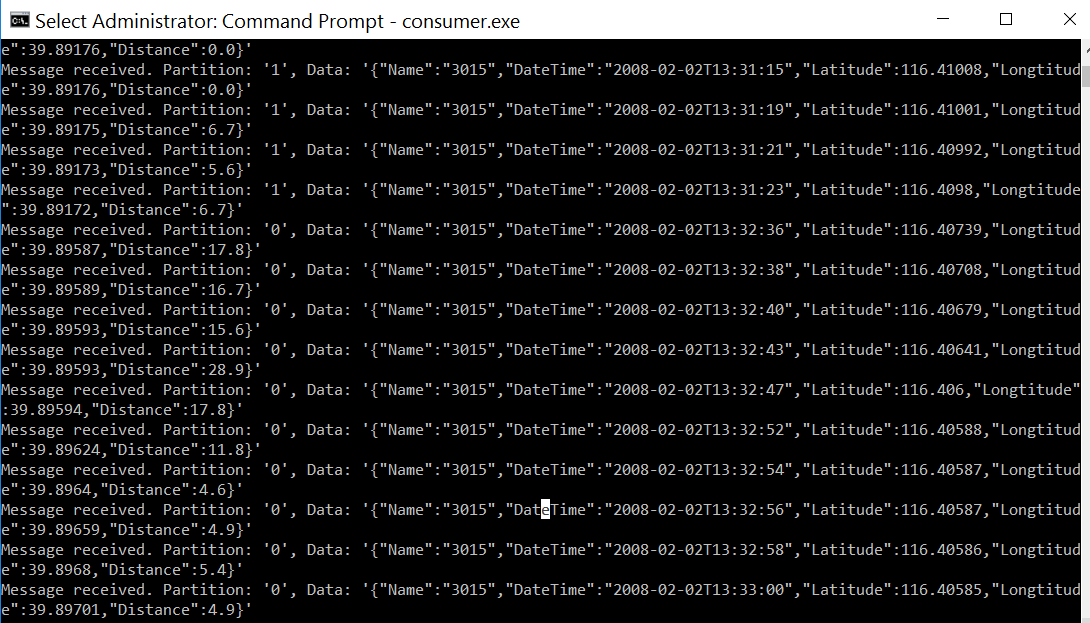 Select Administrator: Command Prompt - consumer.exe
e":39.89176,"Distance":0.0}'
Message received. Partition: '1', Data: '{"Name":"3015","DateTime":"2008-02-02T13:31:15","Latitude":116.41008,"Longtitud
e":39.89176,"Distance":0.0}'
Message received. Partition: '1', Data: '{"Name":"3015","DateTime":"2008-02-02T13:31:19","Latitude":116.41001,"Longtitud
e":39.89175,"Distance":6.7}'
Message received. Partition: '1', Data: '{"Name":"3015","DateTime":"2008-02-02T13:31:21","Latitude":116.40992,"Longtitud
e":39.89173,"Distance":5.6}'
Message received. Partition: '1', Data: '{"Name":"3015","DateTime":"2008-02-02T13:31:23","Latitude":116.4098,"Longtitude
":39.89172,"Distance":6.7}'
Message received. Partition: '0', Data: '{"Name":"3015","DateTime":"2008-02-02T13:32:36","Latitude":116.40739,"Longtitud
e":39.89587,"Distance":17.8}'
Message received. Partition: '0', Data: '{"Name":"3015","DateTime":"2008-02-02T13:32:38","Latitude":116.40708,"Longtitud
e":39.89589,"Distance":16.7}'
Message received. Partition: '0', Data: '{"Name":"3015","DateTime":"2008-02-02T13:32:40","Latitude":116.40679,"Longtitud
e":39.89593,"Distance":15.6}'
Message received. Partition: '0', Data: '{"Name":"3015","DateTime":"2008-02-02T13:32:43","Latitude":116.40641,"Longtitud
e":39.89593,"Distance":28.9}'
Message received. Partition: '0', Data: '{"Name":"3015","DateTime":"2008-02-02T13:32:47","Latitude":116.406,"Longtitude"
:39.89594,"Distance":17.8}'
Message received. Partition: '0', Data: '{"Name":"3015","DateTime":"2008-02-02T13:32:52","Latitude":116.40588,"Longtitud
e":39.89624,"Distance":11.8}'
Message received. Partition: '0', Data: '{"Name":"3015","DateTime":"2008-02-02T13:32:54","Latitude":116.40587,"Longtitud
e":39.8964,"Distance":4.6}'
Message received. Partition: '0', Data: '{"Name":"3015","DateTime":"2008-02-02T13:32:56","Latitude":116.40587,"Longtitud
e":39.89659,"Distance":4.9}
Message received. Partition: '0', Data: '{"Name":"3015","DateTime":"2008-02-02T13:32:58","Latitude":116.40586,"Longtitud
e":39.8968,"Distance":5.4}'
Message received. Partition: '0', Data: '{"Name":"3015","DateTime":"2008-02-02T13:33:00","Latitude":116.40585,"Longtitud
e":39.89701,"Distance":4.9}'